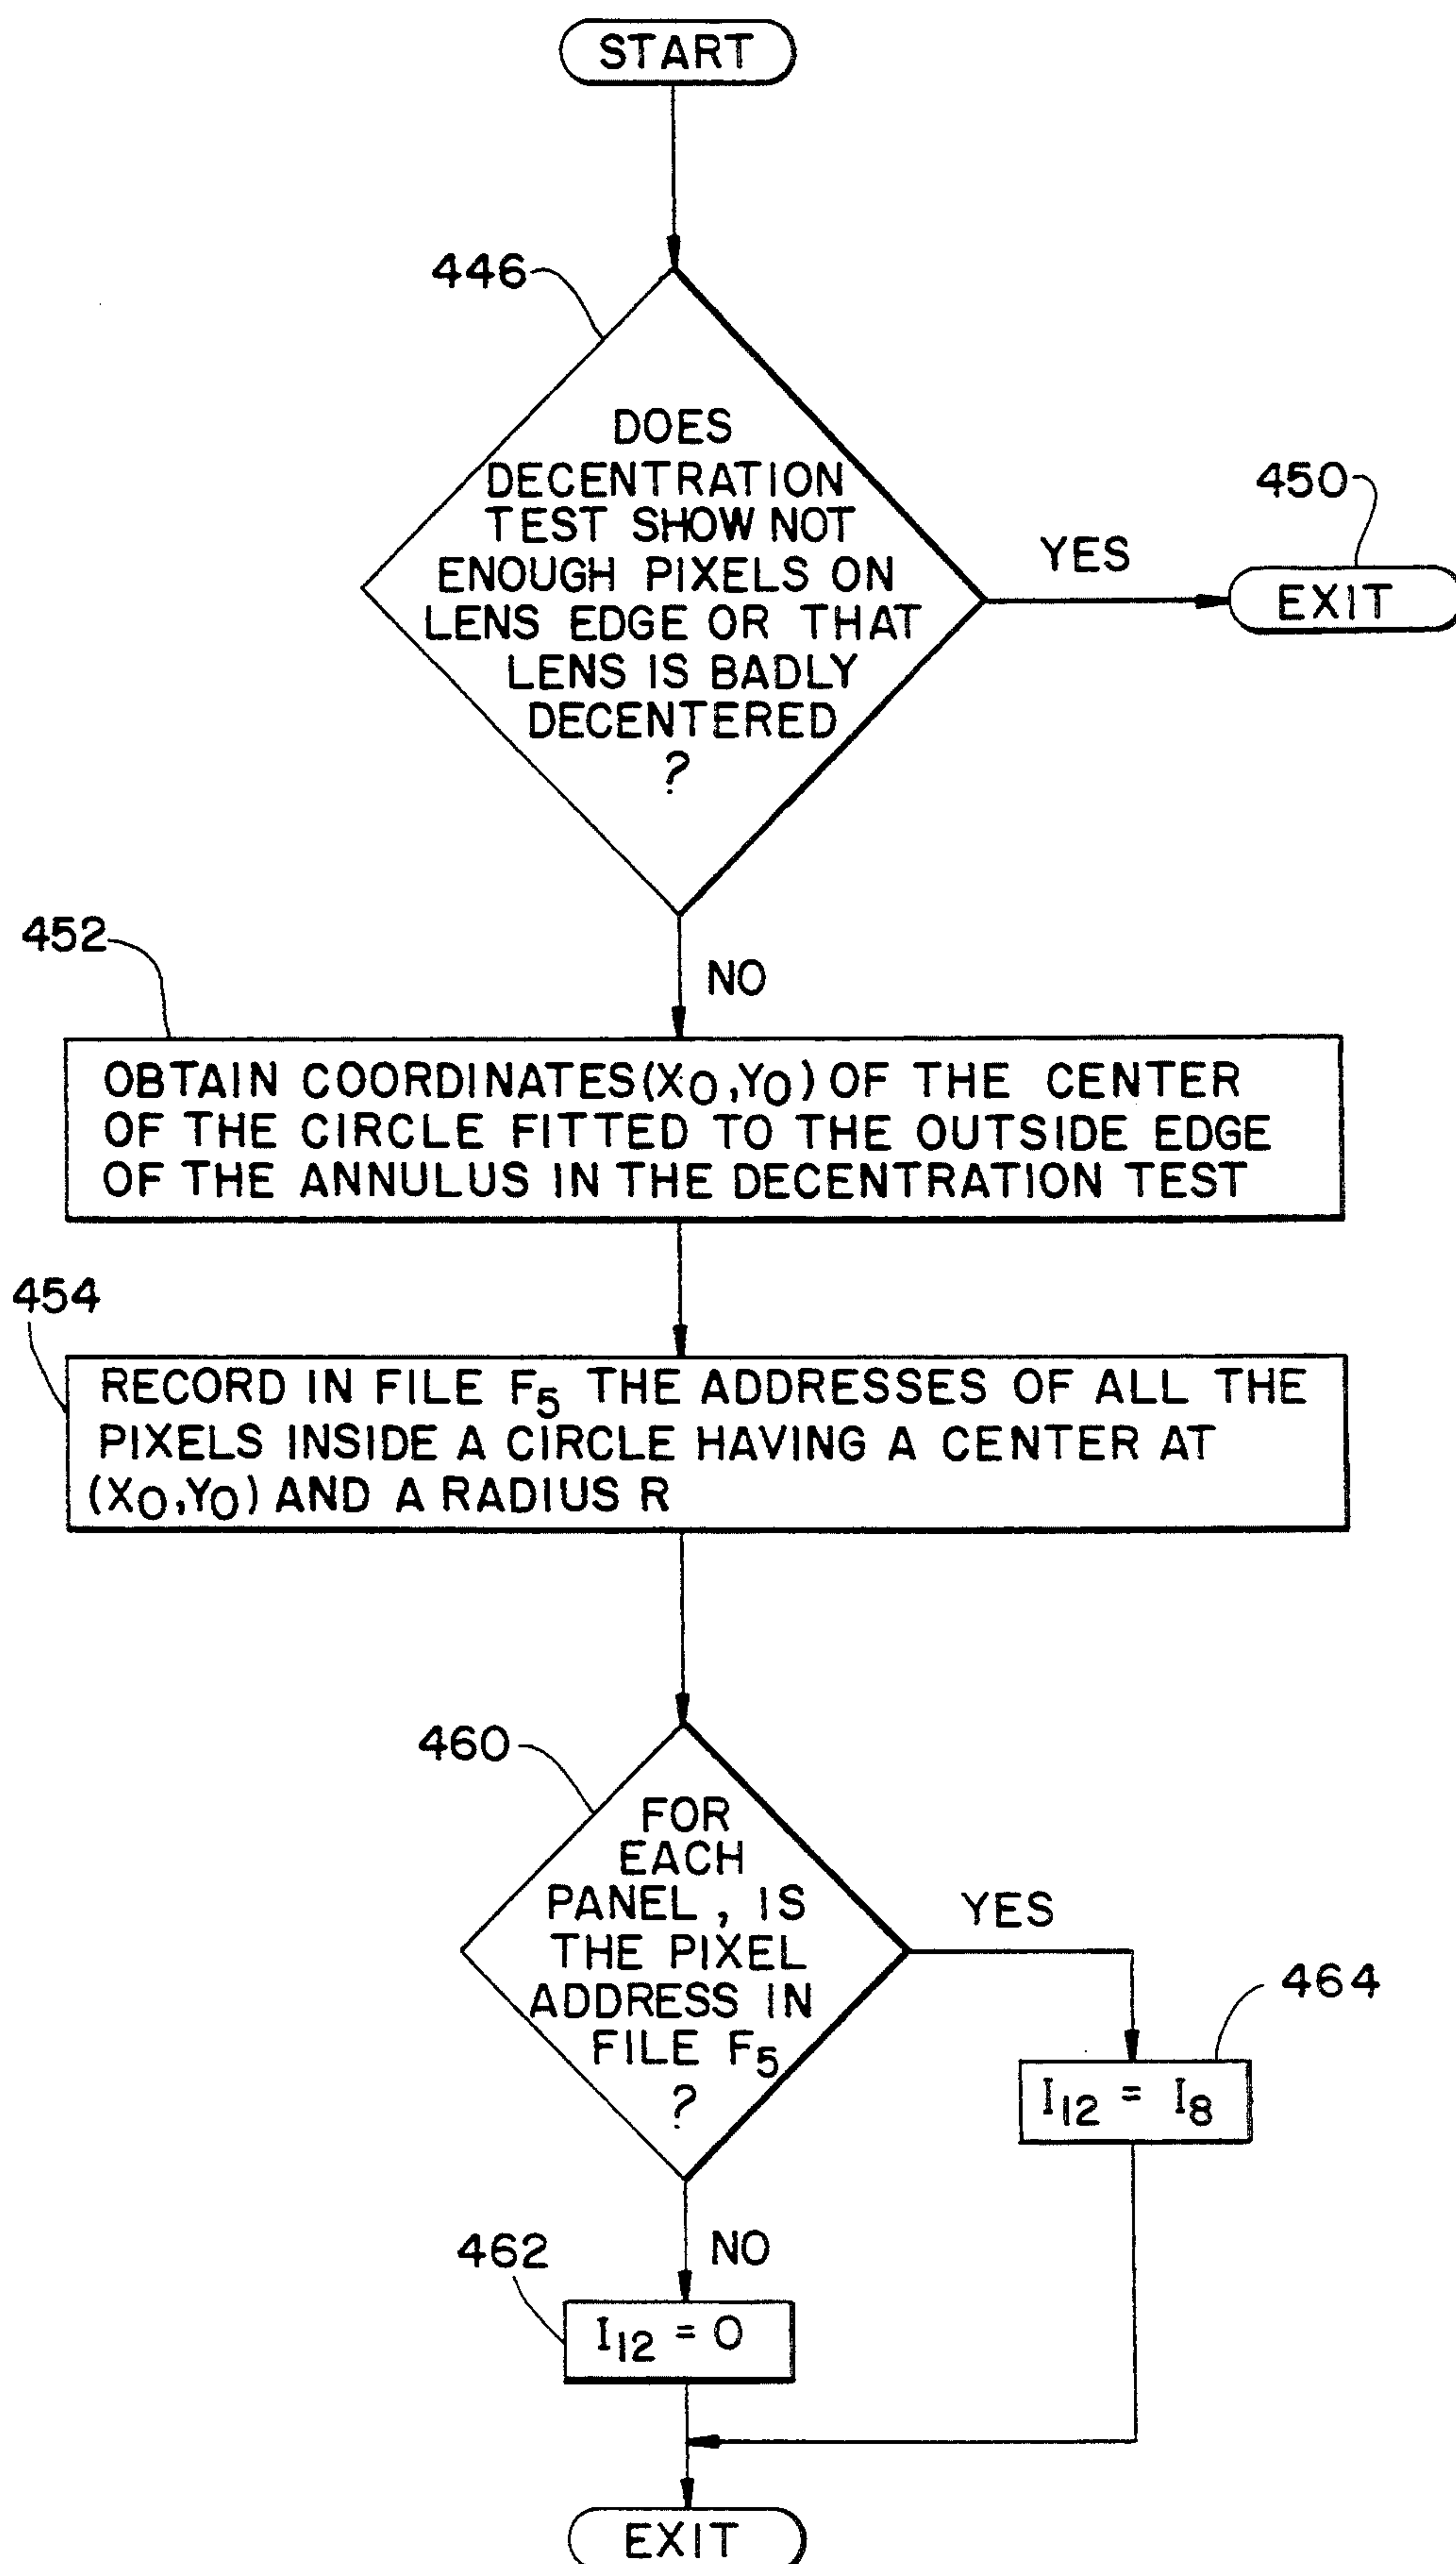 START
446
DOES
DECENTRATION
TEST SHOW NOT
ENOUGH PIXELS ON
LENS EDGE OR THAT
LENS IS BADLY
DECENTERED
?
YES
450
EXIT
NO
452
OBTAIN COORDINATES (X₀,Y₀) OF THE CENTER
OF THE CIRCLE FITTED TO THE OUTSIDE EDGE
OF THE ANNULUS IN THE DECENTRATION TEST
454
RECORD IN FILE F₅ THE ADDRESSES OF ALL THE
PIXELS INSIDE A CIRCLE HAVING A CENTER AT
(X₀,Y₀) AND A RADIUS R
460
FOR
EACH
PANEL, IS
THE PIXEL
ADDRESS IN
FILE F₅
?
YES
464
I₁₂ = I₈
NO
462
I₁₂ = 0
EXIT